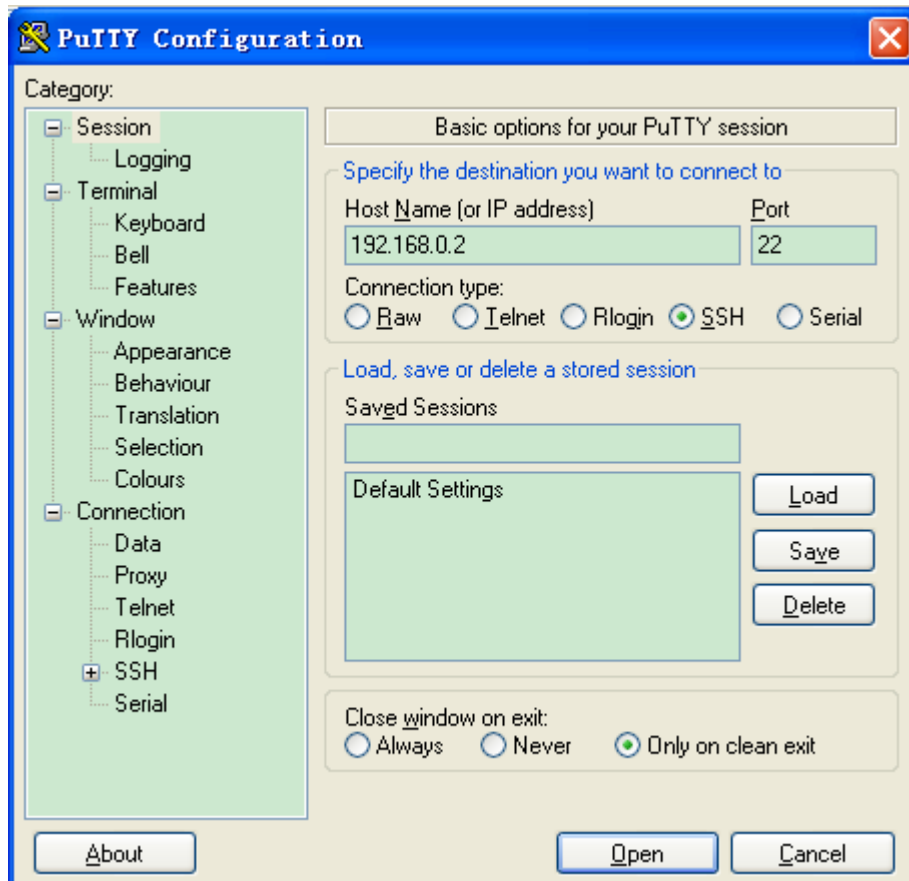 PuTTY Configuration
Category:
Session
Logging
Terminal
Keyboard
Bell
Features
Window
Appearance
Behaviour
Translation
Selection
Colours
Connection
Data
Proxy
Telnet
Rlogin
SSH
Serial
Basic options for your PuTTY session
Specify the destination you want to connect to
Host Name (or IP address) Port
192.168.0.2 22
Connection type:
Raw Telnet Rlogin SSH Serial
Load, save or delete a stored session
Saved Sessions
Default Settings
Load
Save
Delete
Close window on exit:
Always Never Only on clean exit
About Open Cancel